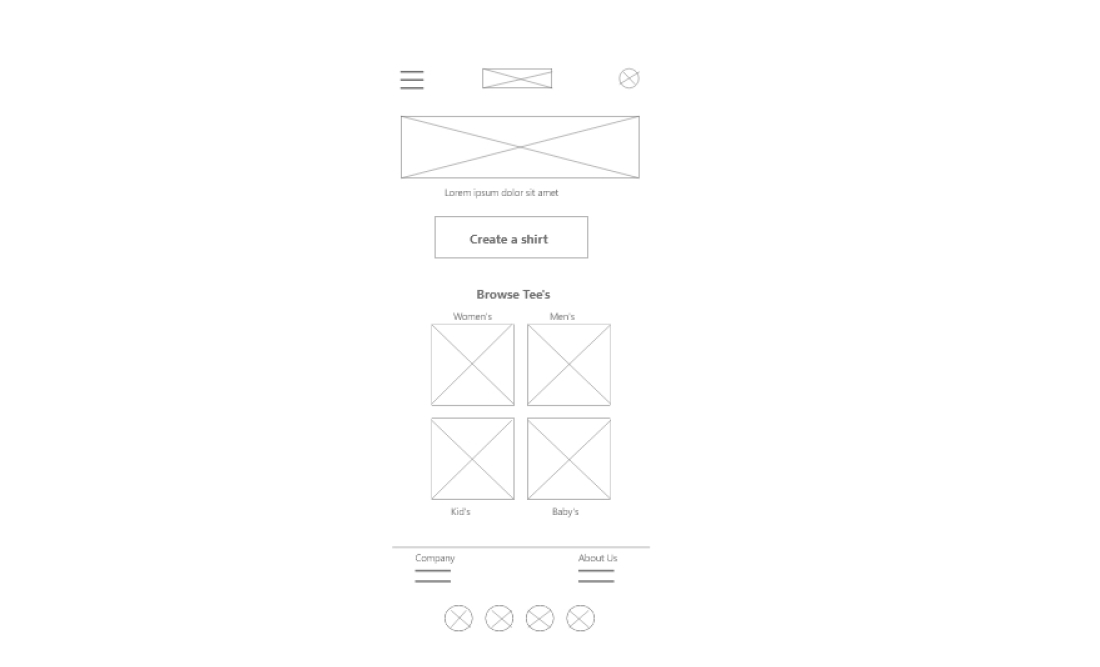 Lorem ipsum dolor sit amet
Create a shirt
Browse Tee's
Women's Men's
Kid's Baby's
Company About Us